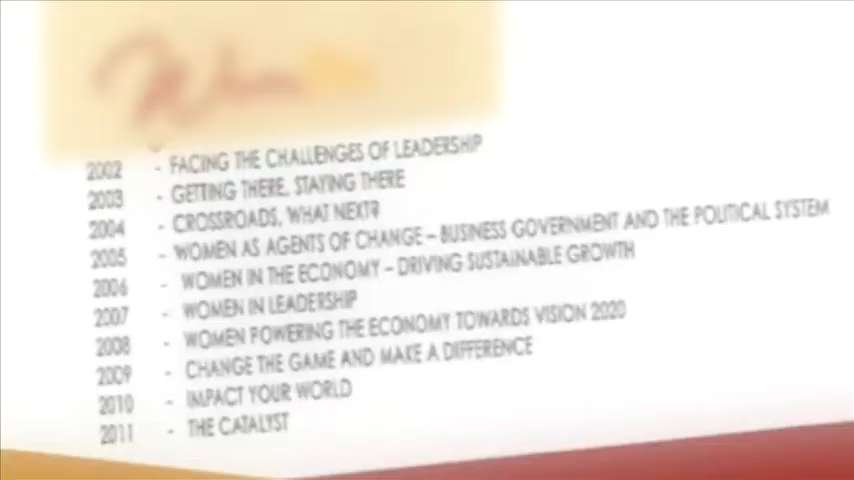 2002 - FACING THE CHALLENGES OF LEADERSHIP
2003 - GETTING THERE, STAYING THERE
2004 - CROSSROADS, WHAT NEXT?
2005 - WOMEN AS AGENTS OF CHANGE – BUSINESS GOVERNMENT AND THE POLITICAL SYSTEM
2006 - WOMEN IN THE ECONOMY – DRIVING SUSTAINABLE GROWTH
2007 - WOMEN IN LEADERSHIP
2008 - WOMEN POWERING THE ECONOMY TOWARDS VISION 2020
2009 - CHANGE THE GAME AND MAKE A DIFFERENCE
2010 - IMPACT YOUR WORLD
2011 - THE CATALYST